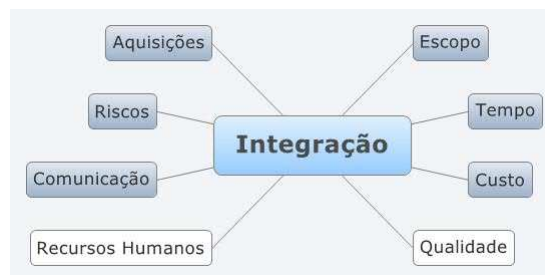 Aquisições
Escopo
Riscos
Tempo
Integração
Comunicação
Custo
Recursos Humanos
Qualidade